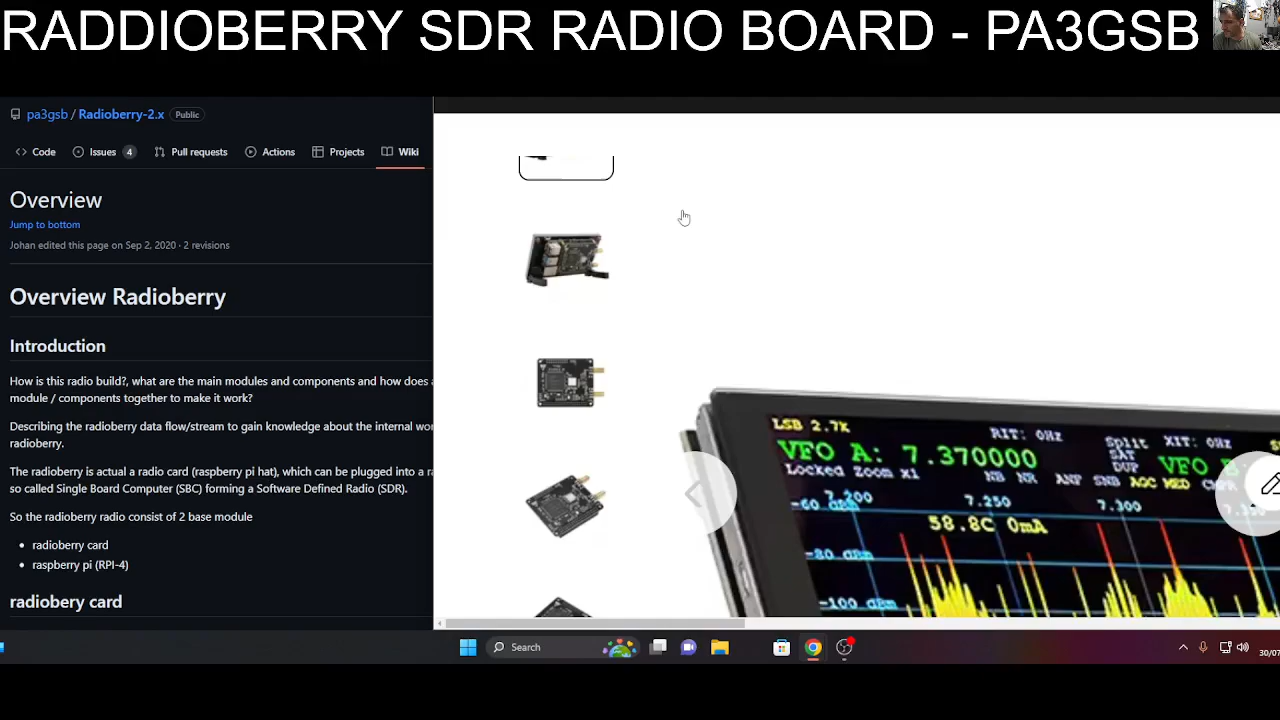 RADDIOBERRY SDR RADIO BOARD - PA3GSB
pa3gsb / Radioberry-2.x Public
Code Issues 4 Pull requests Actions Projects Wiki
Overview
Jump to bottom
Johan edited this page on Sep 2, 2020 · 2 revisions
Overview Radioberry
Introduction
How is this radio build?, what are the main modules and components and how does
module / components together to make it work?
Describing the radioberry data flow/stream to gain knowledge about the internal
radioberry.
The radioberry is actual a radio card (raspberry pi hat), which can be plugged into a
so called Single Board Computer (SBC) forming a Software Defined Radio (SDR).
So the radioberry radio consist of 2 base module
radioberry card
raspberry pi (RPI-4)
radiobery card
LSB 2.7K
RIT: 0Hz
Split XIT: 0Hz
VFO A: 7.370000
SAT
VFO
DUP
Locked Zoom x1
NB NR ANF SNB AGC MED
7.200 7.250 7.300
-60 dBm
58.8C 0mA
-80 dBm
-100 dBm
Search
30/07